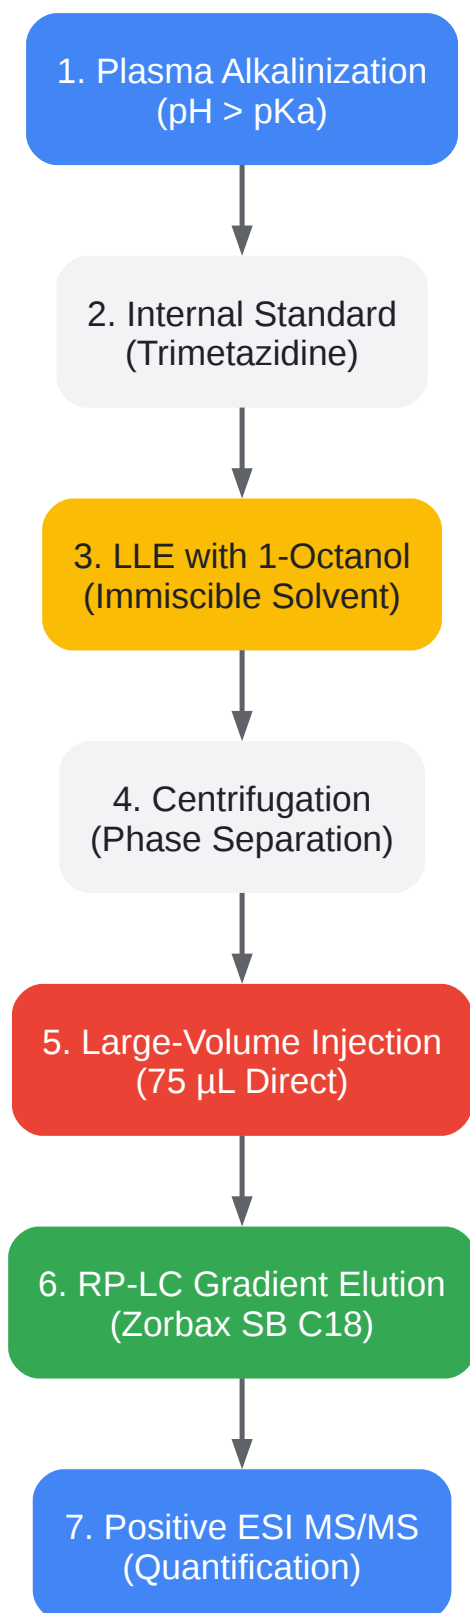 1. Plasma Alkalinization
(pH > pKa)
2. Internal Standard
(Trimetazidine)
3. LLE with 1-Octanol
(Immiscible Solvent)
4. Centrifugation
(Phase Separation)
5. Large-Volume Injection
(75 µL Direct)
6. RP-LC Gradient Elution
(Zorbax SB C18)
7. Positive ESI MS/MS
(Quantification)